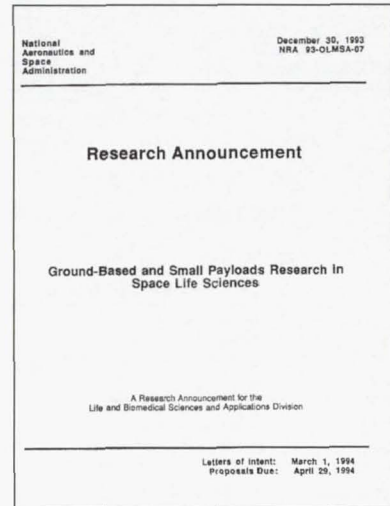 National
Aeronautics and
Space
Administration
December 30, 1993
NRA 93-OLMSA-07
Research Announcement
Ground-Based and Small Payloads Research in
Space Life Sciences
A Research Announcement for the
Life and Biomedical Sciences and Applications Division
Letters of Intent: March 1, 1994
Proposals Due: April 29, 1994